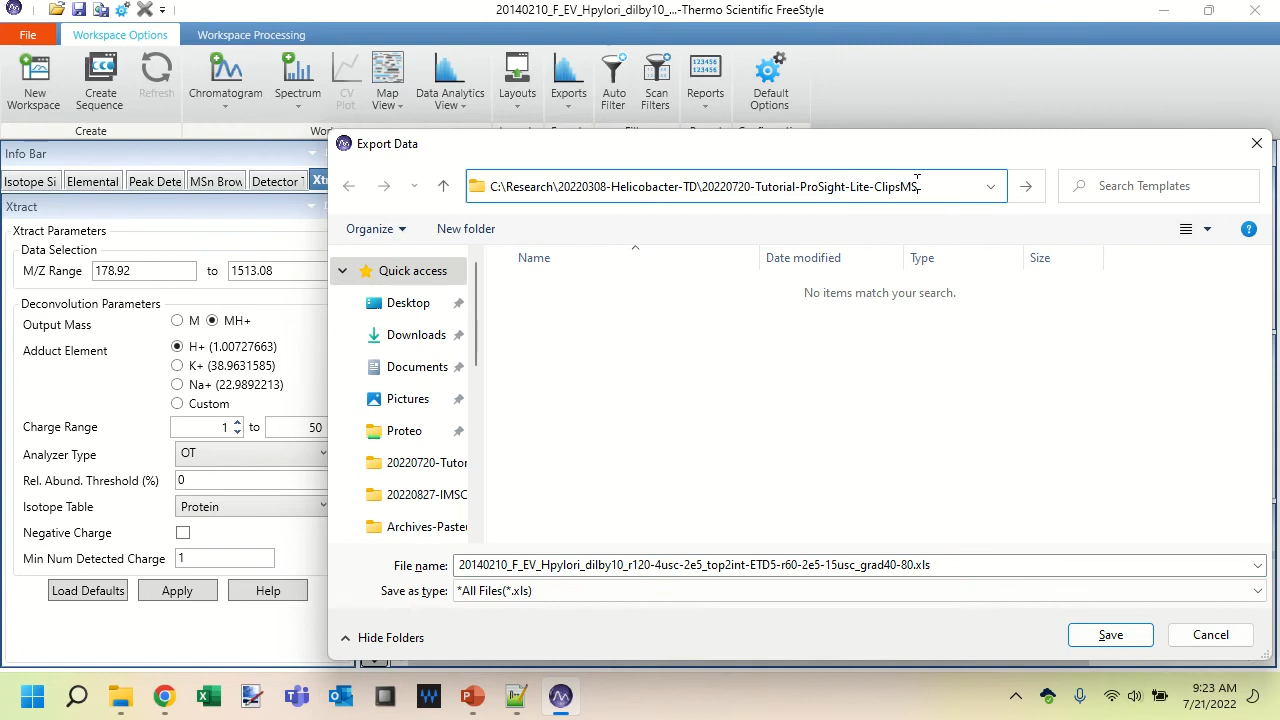 20140210_F_EV_Hpylori_dilby10_...-Thermo Scientific FreeStyle
File
Workspace Options
Workspace Processing
New Workspace
Create Sequence
Refresh
Chromatogram
Spectrum
CV Plot
Map View
Data Analytics View
Layouts
Exports
Auto Filter
Scan Filters
Reports
Default Options
Create
Info Bar
Isotope Si
Elemental
Peak Dete
MSn Brow
Detector
Xtract
Xtract Parameters
Data Selection
M/Z Range 178.92 to 1513.08
Deconvolution Parameters
Output Mass M MH+
Adduct Element H+ (1.00727663)
K+ (38.9631585)
Na+ (22.9892213)
Custom
Charge Range 1 to 50
Analyzer Type OT
Rel. Abund. Threshold (%) 0
Isotope Table Protein
Negative Charge
Min Num Detected Charge 1
Load Defaults Apply Help
Export Data
C:\Research\20220308-Helicobacter-TD\20220720-Tutorial-ProSight-Lite-ClipsMS
Search Templates
Organize New folder
Name Date modified Type Size
No items match your search.
Quick access
Desktop
Downloads
Documents
Pictures
Proteo
20220720-Tutor
20220827-IMSC
Archives-Paste
File name: 20140210_F_EV_Hpylori_dilby10_r120-4usc-2e5_top2int-ETD5-r60-2e5-15usc_grad40-80.xls
Save as type: *All Files(*.xls)
Hide Folders
Save Cancel
9:23 AM
7/21/2022